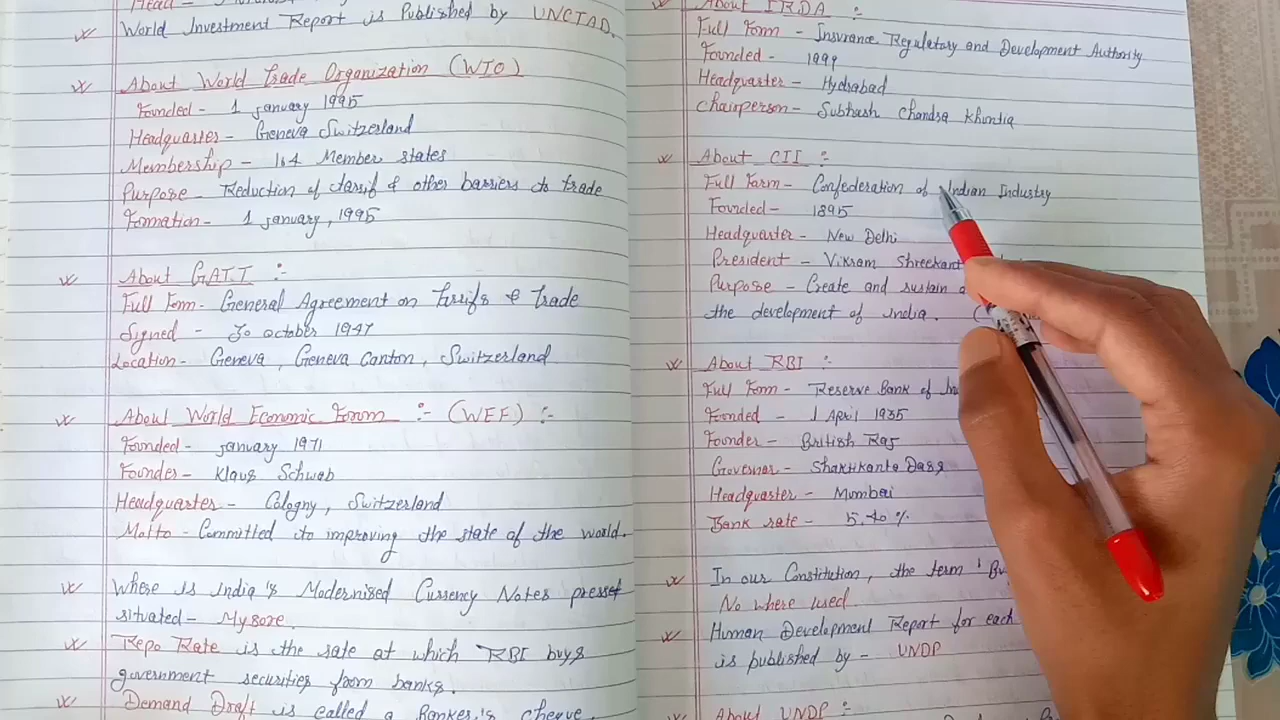 Head -
World Investment Report is Published by UNCTAD.
About World Trade Organization (WTO)
Founded - 1 january 1995
Headquarter - Geneva Switzerland
Membership - 164 Member states
Purpose - Reduction of tarsif & other barriers to trade
Formation - 1 january, 1995
About GATT :-
Full Form - General Agreement on Tarsifs & Trade
Signed - 30 october 1947
Location - Geneva, Geneva Canton, Switzerland
About World Economic Forum :- (WEF) :-
Founded - january 1971
Founder - Klaus Schwab
Headquarter - Cologny, Switzerland
Motto - Committed to improving the state of the world.
Where is india's Modernised Currency Notes presset
situated - Mysore.
Repo Rate is the rate at which RBI buys
government securities from banks.
Demand Draft is called a Banker's cheque.
About IRDA :-
Full Form - Insurance Regulatory and Development Authority
Founded - 1999
Headquarter - Hydrabad
Chairperson - Subhash Chandra Khuntia
About CII :-
Full Form - Confederation of Indian Industry
Founded - 1895
Headquarter - New Delhi
President - Vikram Shreekant
Purpose - Create and sustain
the development of india.
About RBI :-
Full Form - Reserve Bank of
Founded - 1 April 1935
Founder - British Raj
Governer - Shaktikanta Dass
Headquarter - Mumbai
Bank rate - 5.40 %
In our Constitution, the term '
No where used.
Human Development Report for each
is published by - UNDP
About UNDP :-